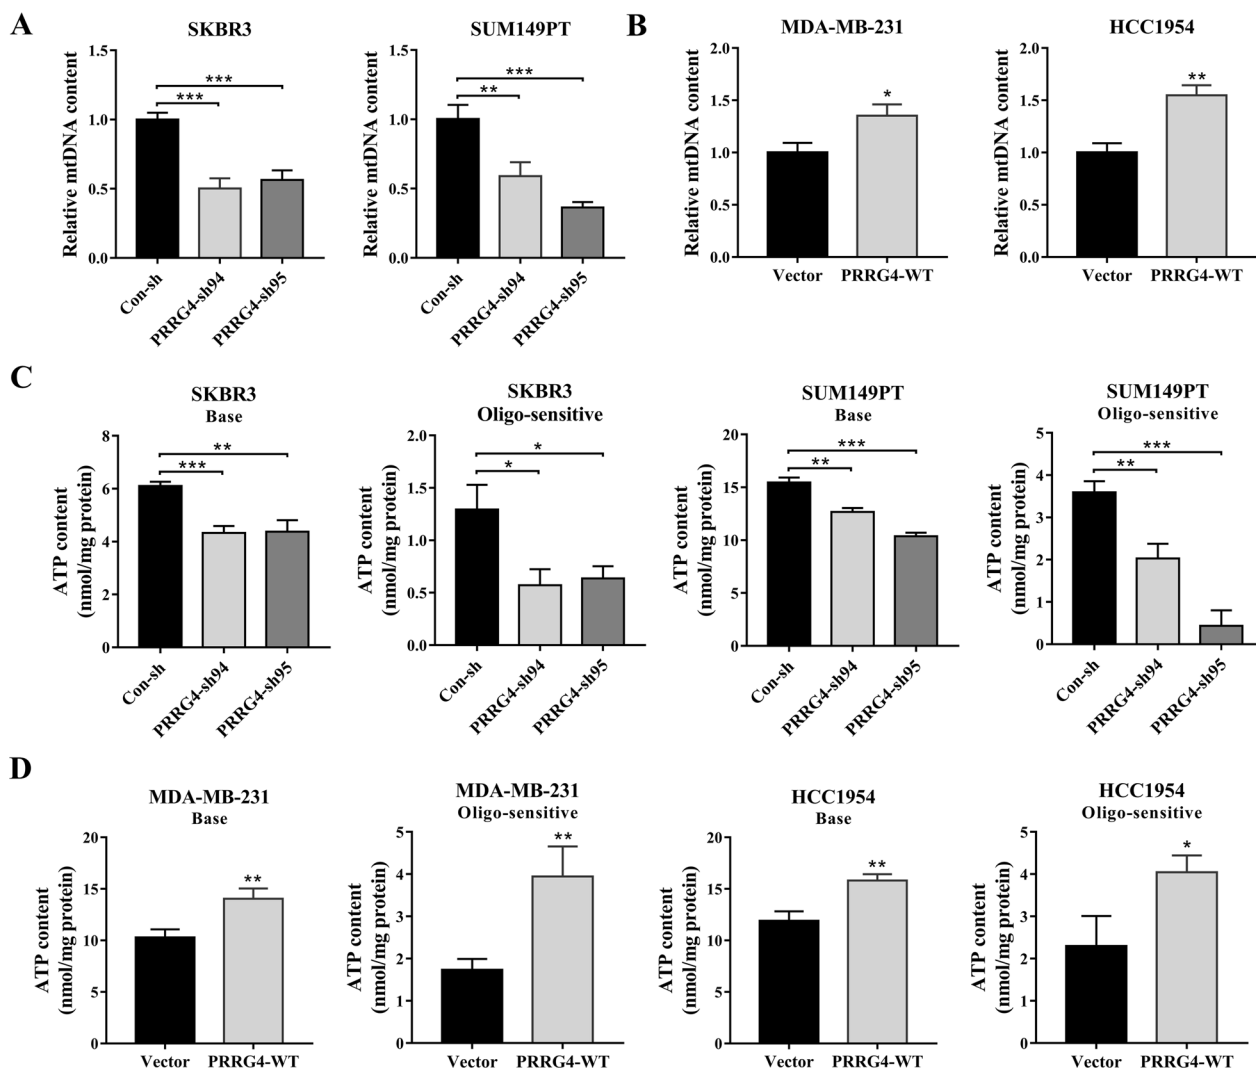 A
SKBR3
Relative mtDNA content
1.5
1.0
0.5
0.0
***
***
Con-sh
PRRG4-sh94
PRRG4-sh95
SUM149PT
Relative mtDNA content
1.5
1.0
0.5
0.0
***
**
Con-sh
PRRG4-sh94
PRRG4-sh95
B
MDA-MB-231
Relative mtDNA content
2.0
1.5
1.0
0.5
0.0
*
Vector PRRG4-WT
HCC1954
Relative mtDNA content
2.0
1.5
1.0
0.5
0.0
**
Vector PRRG4-WT
C
SKBR3
Base
ATP content
(nmol/mg protein)
8
6
4
2
0
**
***
Con-sh
PRRG4-sh94
PRRG4-sh95
SKBR3
Oligo-sensitive
ATP content
(nmol/mg protein)
2.0
1.5
1.0
0.5
0.0
*
*
Con-sh
PRRG4-sh94
PRRG4-sh95
SUM149PT
Base
ATP content
(nmol/mg protein)
20
15
10
15
0
***
**
Con-sh
PRRG4-sh94
PRRG4-sh95
SUM149PT
Oligo-sensitive
ATP content
(nmol/mg protein)
5
4
3
2
1
0
***
**
Con-sh
PRRG4-sh94
PRRG4-sh95
D
MDA-MB-231
Base
ATP content
(nmol/mg protein)
20
15
10
5
0
**
Vector PRRG4-WT
MDA-MB-231
Oligo-sensitive
ATP content
(nmol/mg protein)
5
4
3
2
1
0
**
Vector PRRG4-WT
HCC1954
Base
ATP content
(nmol/mg protein)
20
15
10
5
0
**
Vector PRRG4-WT
HCC1954
Oligo-sensitive
ATP content
(nmol/mg protein)
5
4
3
2
1
0
*
Vector PRRG4-WT